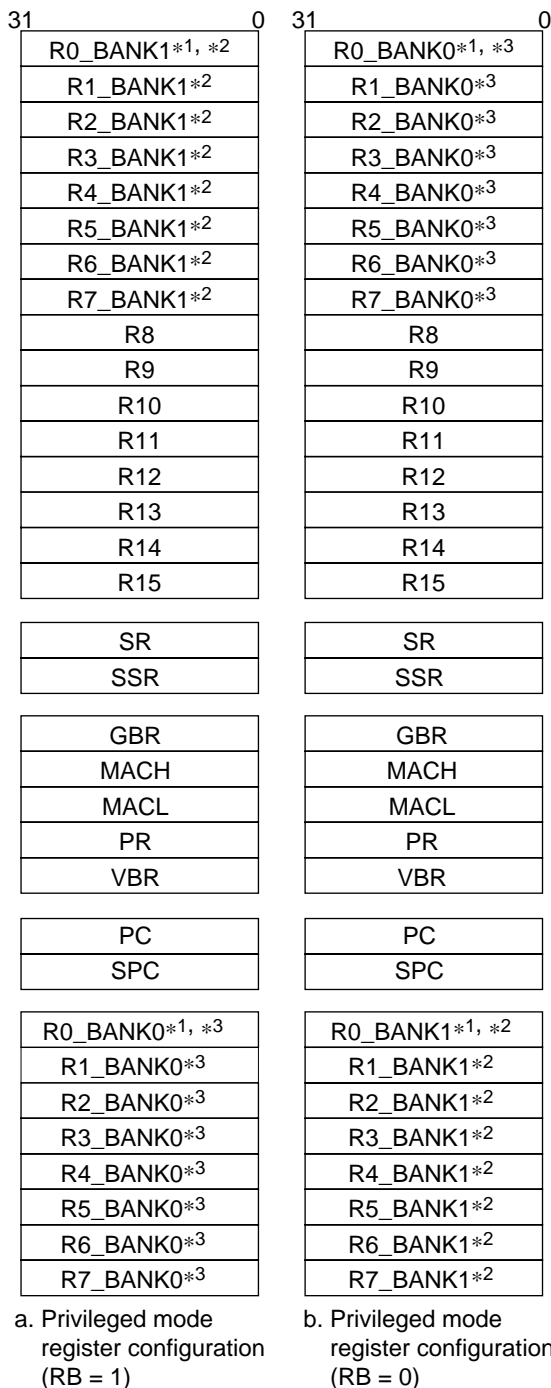 31 0
R0_BANK1*1, *2
R1_BANK1*2
R2_BANK1*2
R3_BANK1*2
R4_BANK1*2
R5_BANK1*2
R6_BANK1*2
R7_BANK1*2
R8
R9
R10
R11
R12
R13
R14
R15
SR
SSR
GBR
MACH
MACL
PR
VBR
PC
SPC
R0_BANK0*1, *3
R1_BANK0*3
R2_BANK0*3
R3_BANK0*3
R4_BANK0*3
R5_BANK0*3
R6_BANK0*3
R7_BANK0*3
a. Privileged mode
register configuration
(RB = 1)
31 0
R0_BANK0*1, *3
R1_BANK0*3
R2_BANK0*3
R3_BANK0*3
R4_BANK0*3
R5_BANK0*3
R6_BANK0*3
R7_BANK0*3
R8
R9
R10
R11
R12
R13
R14
R15
SR
SSR
GBR
MACH
MACL
PR
VBR
PC
SPC
R0_BANK1*1, *2
R1_BANK1*2
R2_BANK1*2
R3_BANK1*2
R4_BANK1*2
R5_BANK1*2
R6_BANK1*2
R7_BANK1*2
b. Privileged mode
register configuration
(RB = 0)